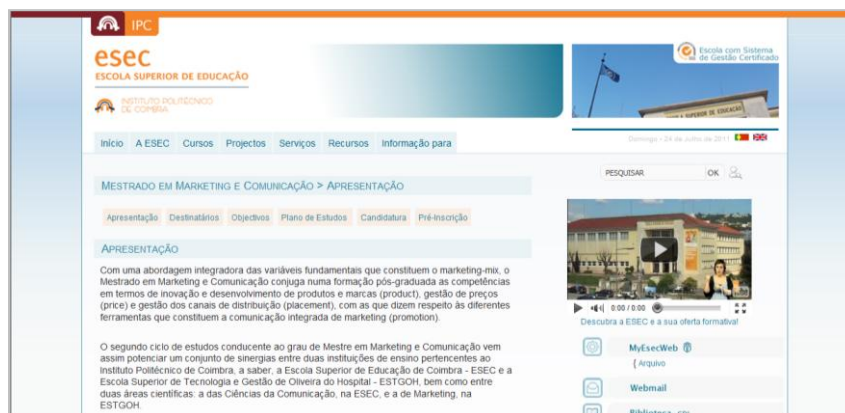 IPC
esec
ESCOLA SUPERIOR DE EDUCAÇÃO
INSTITUTO POLITÉCNICO
DE COIMBRA
Escola com Sistema
de Gestão Certificado
Início A ESEC Cursos Projectos Serviços Recursos Informação para
Domingo • 24 de Julho de 2011
PESQUISAR OK
MESTRADO EM MARKETING E COMUNICAÇÃO > APRESENTAÇÃO
Apresentação Destinatários Objectivos Plano de Estudos Candidatura Pré-Inscrição
APRESENTAÇÃO
Com uma abordagem integradora das variáveis fundamentais que constituem o marketing-mix, o
Mestrado em Marketing e Comunicação conjuga numa formação pós-graduada as competências
em termos de inovação e desenvolvimento de produtos e marcas (product), gestão de preços
(price) e gestão dos canais de distribuição (placement), com as que dizem respeito às diferentes
ferramentas que constituem a comunicação integrada de marketing (promotion).
O segundo ciclo de estudos conducente ao grau de Mestre em Marketing e Comunicação vem
assim potenciar um conjunto de sinergias entre duas instituições de ensino pertencentes ao
Instituto Politécnico de Coimbra, a saber, a Escola Superior de Educação de Coimbra - ESEC e a
Escola Superior de Tecnologia e Gestão de Oliveira do Hospital - ESTGOH, bem como entre
duas áreas científicas: a das Ciências da Comunicação, na ESEC, e a de Marketing, na
ESTGOH.
0:00 / 0:00
Descubra a ESEC e a sua oferta formativa!
MyEsecWeb
{ Arquivo
Webmail